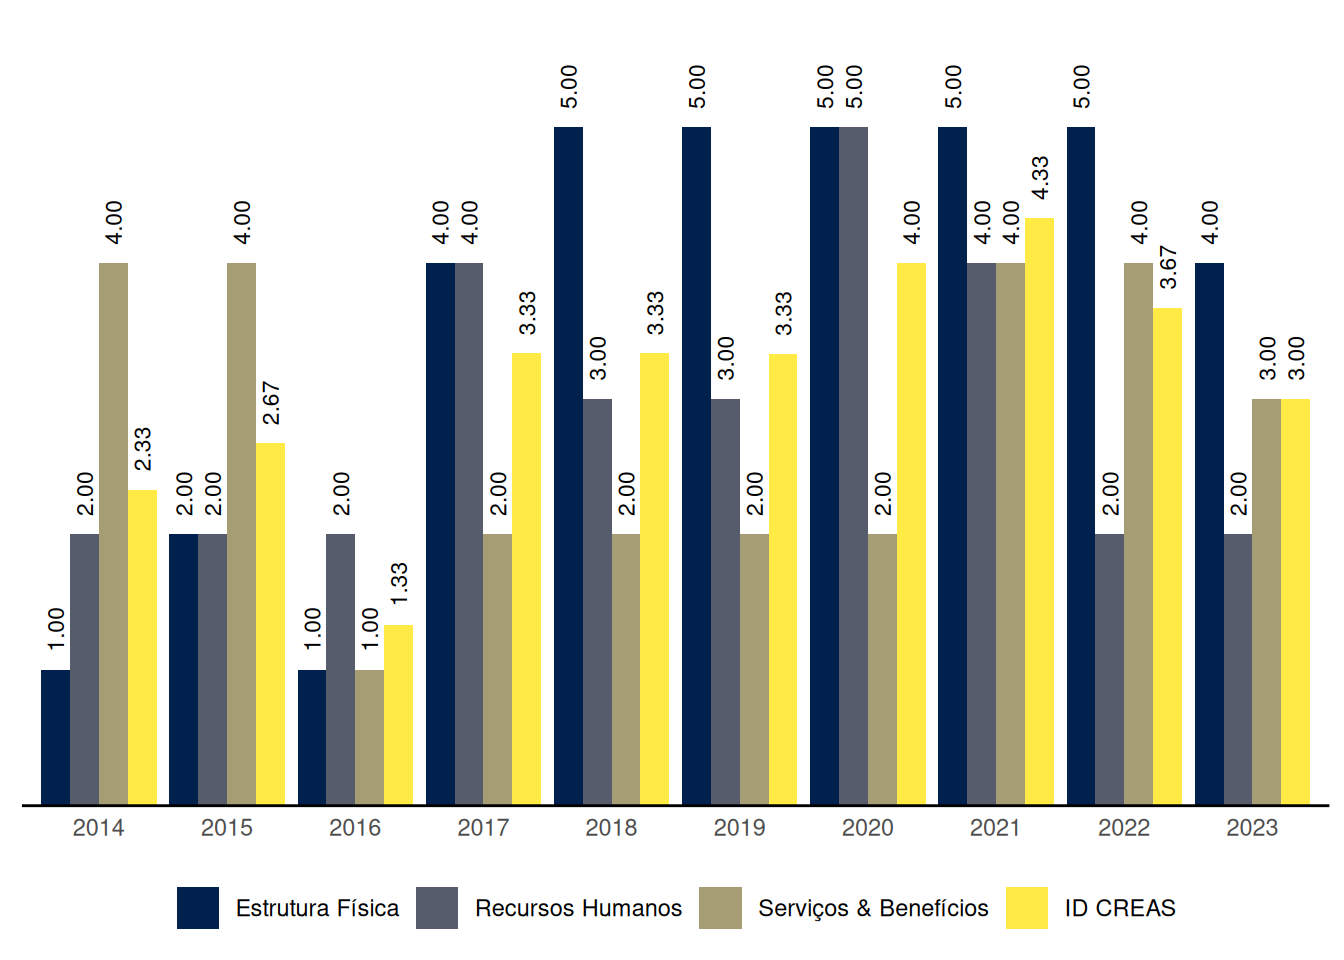 5.00 5.00 5.00 5.00 5.00 5.00
4.33
4.00 4.00 4.00 4.00 4.00 4.00 4.00 4.00 4.00
3.67
3.33 3.33 3.33
3.00 3.00 3.00 3.00
2.67
2.33
2.00 2.00 2.00 2.00 2.00 2.00 2.00 2.00 2.00 2.00
1.33
1.00 1.00 1.00
2014 2015 2016 2017 2018 2019 2020 2021 2022 2023
Estrutura Física Recursos Humanos Serviços & Benefícios ID CREAS